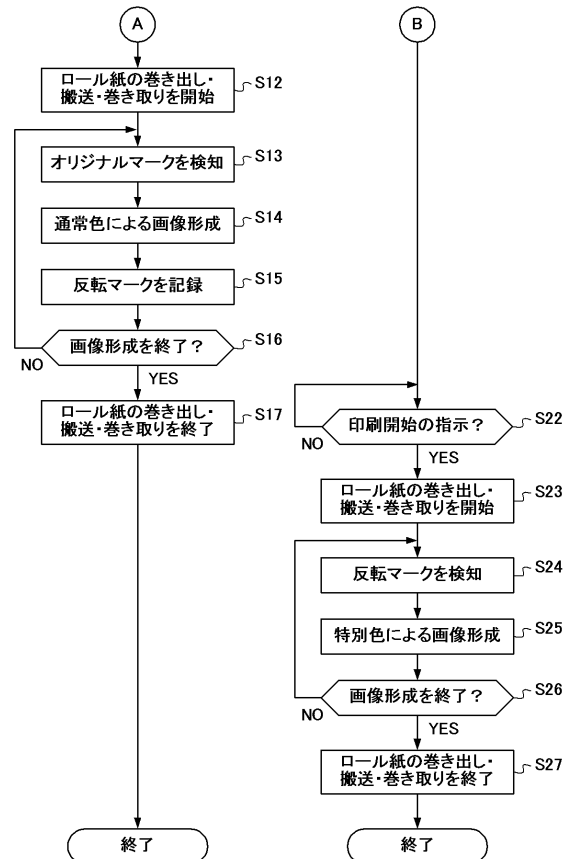 A
ロール紙の巻き出し・
搬送・巻き取りを開始
S12
オリジナルマークを検知
S13
通常色による画像形成
S14
反転マークを記録
S15
画像形成を終了？
S16
NO
YES
ロール紙の巻き出し・
搬送・巻き取りを終了
S17
終了
B
印刷開始の指示？
S22
NO
YES
ロール紙の巻き出し・
搬送・巻き取りを開始
S23
反転マークを検知
S24
特別色による画像形成
S25
画像形成を終了？
S26
NO
YES
ロール紙の巻き出し・
搬送・巻き取りを終了
S27
終了